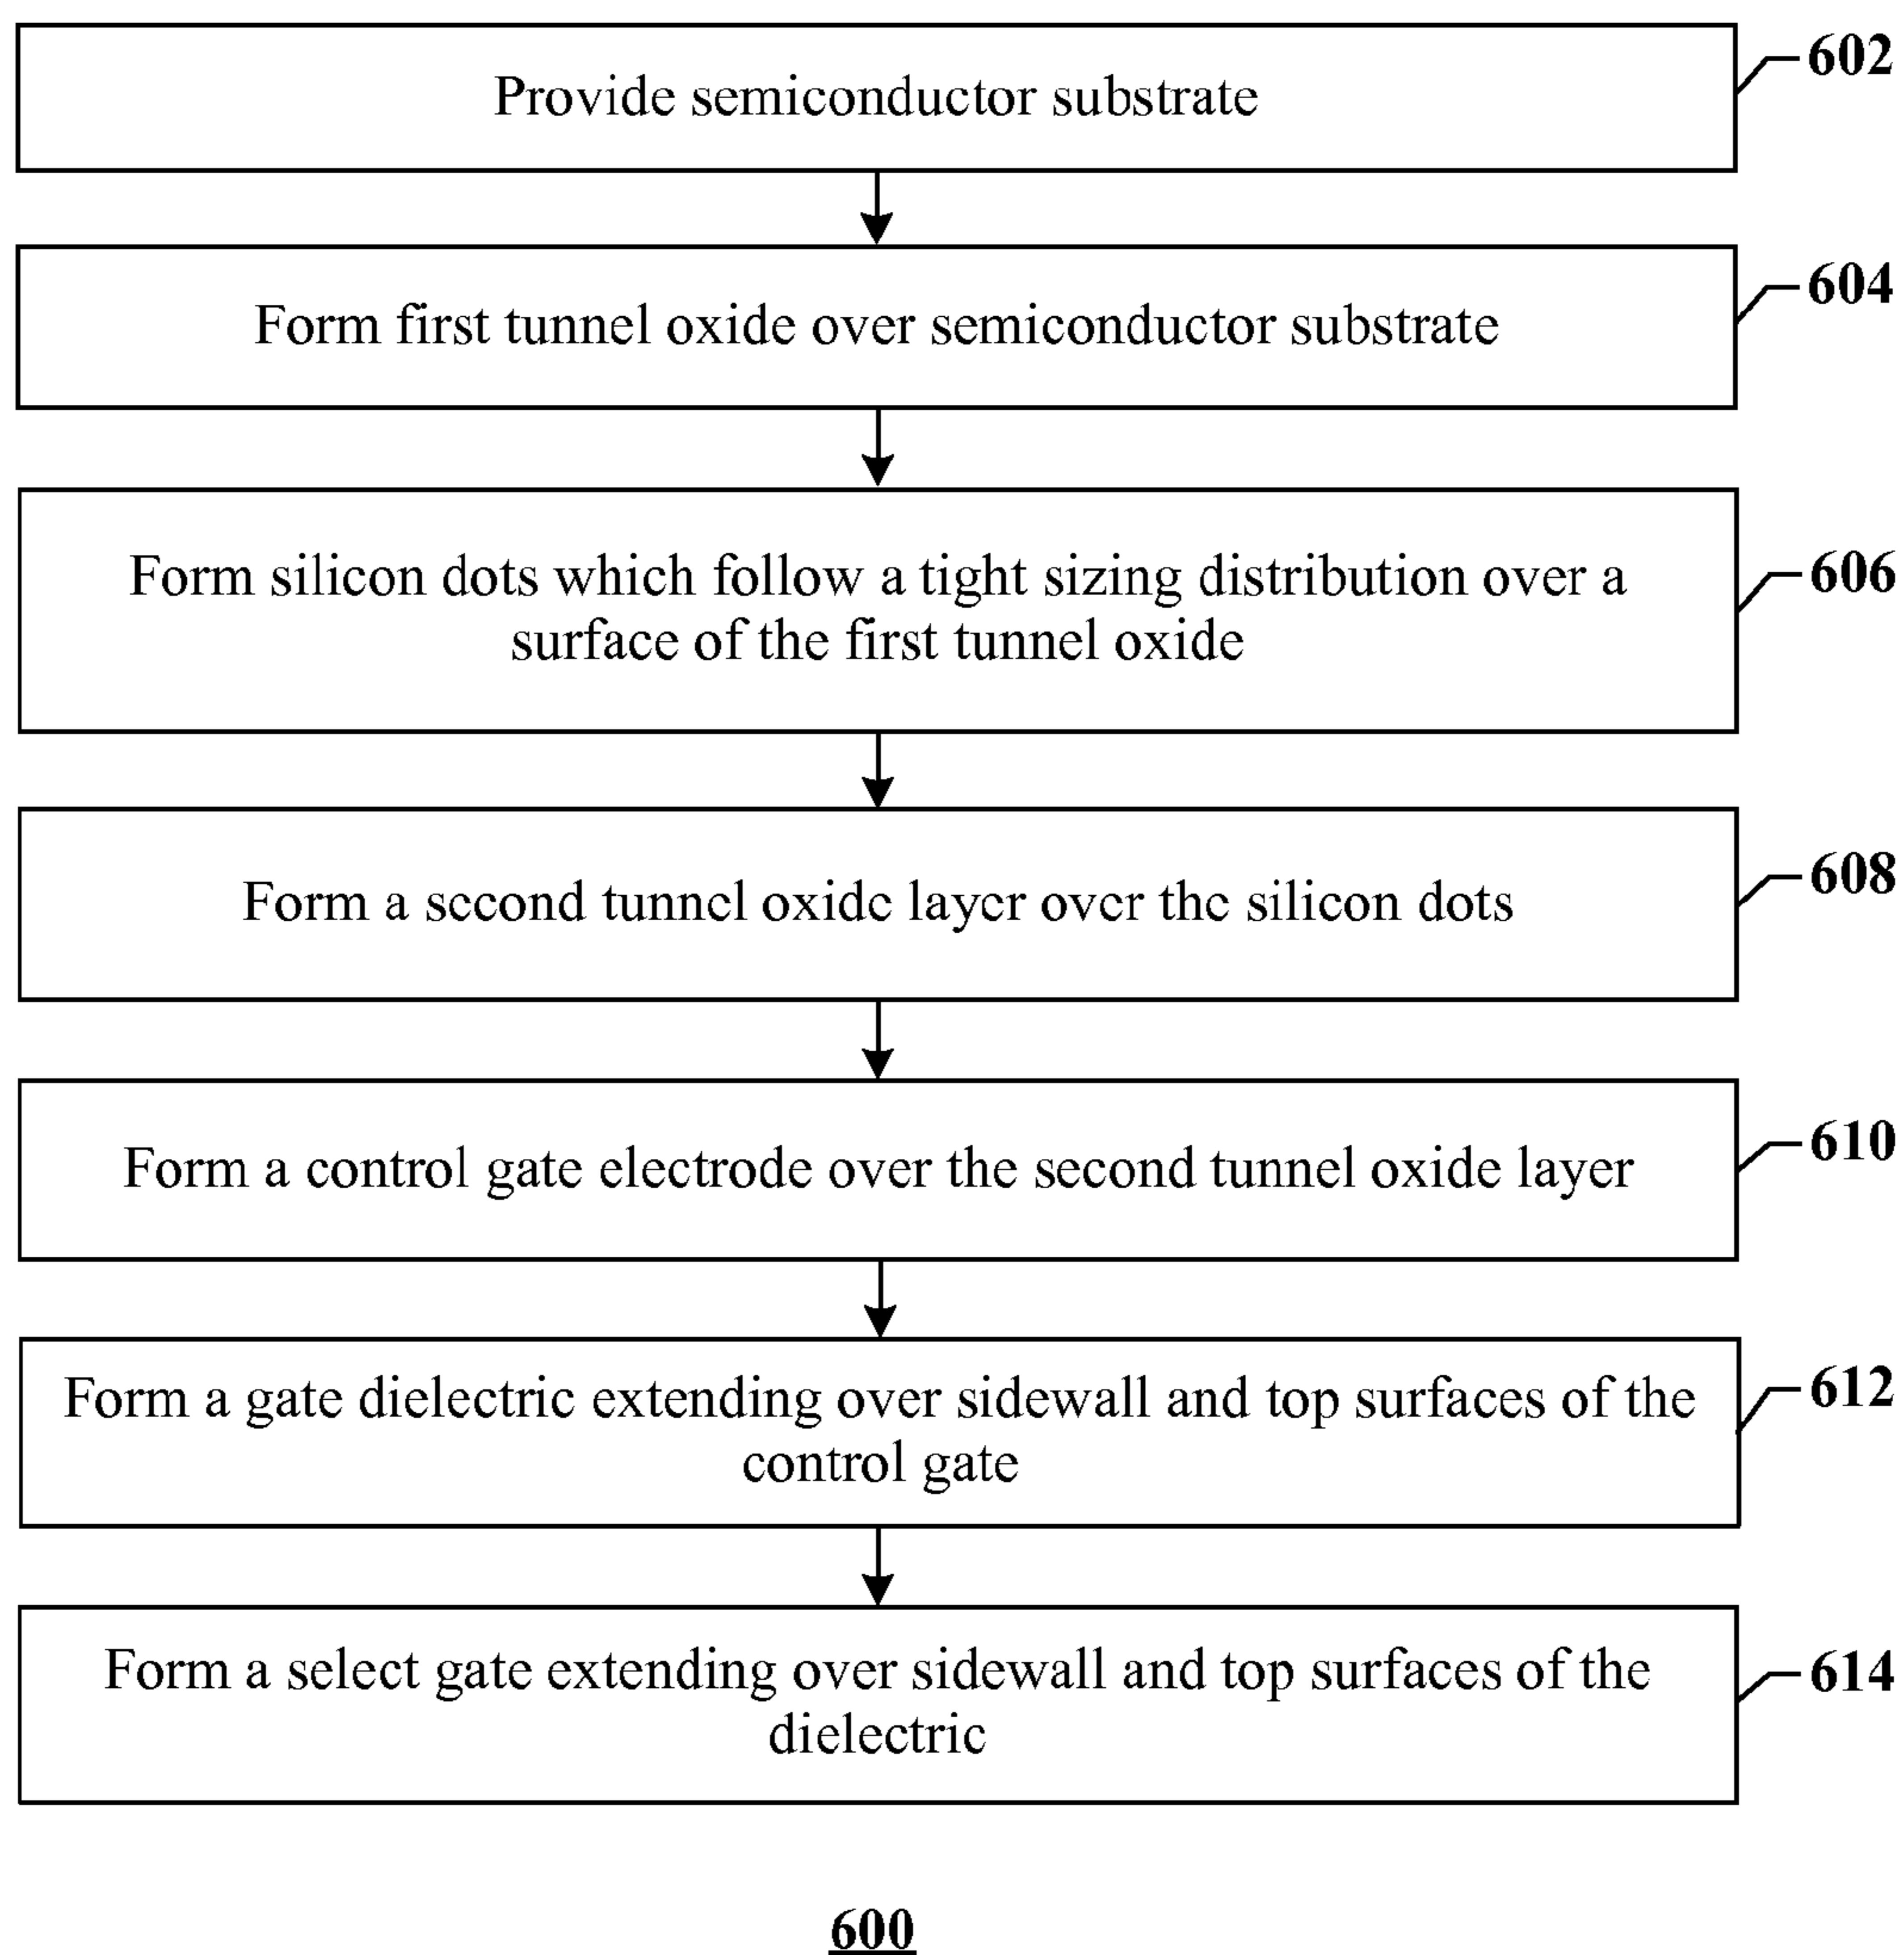 Provide semiconductor substrate
602
Form first tunnel oxide over semiconductor substrate
604
Form silicon dots which follow a tight sizing distribution over a
surface of the first tunnel oxide
606
Form a second tunnel oxide layer over the silicon dots
608
Form a control gate electrode over the second tunnel oxide layer
610
Form a gate dielectric extending over sidewall and top surfaces of the
control gate
612
Form a select gate extending over sidewall and top surfaces of the
dielectric
614
600